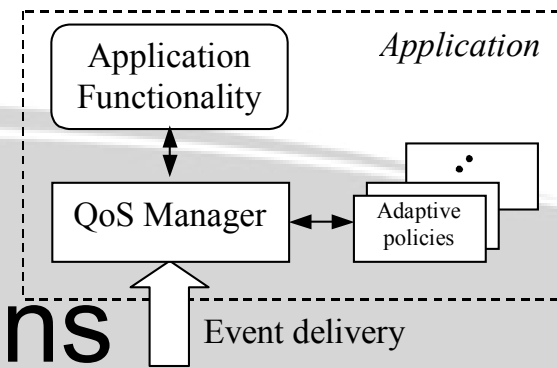 Application
Application
Functionality
QoS Manager
Adaptive
policies
ns
Event delivery